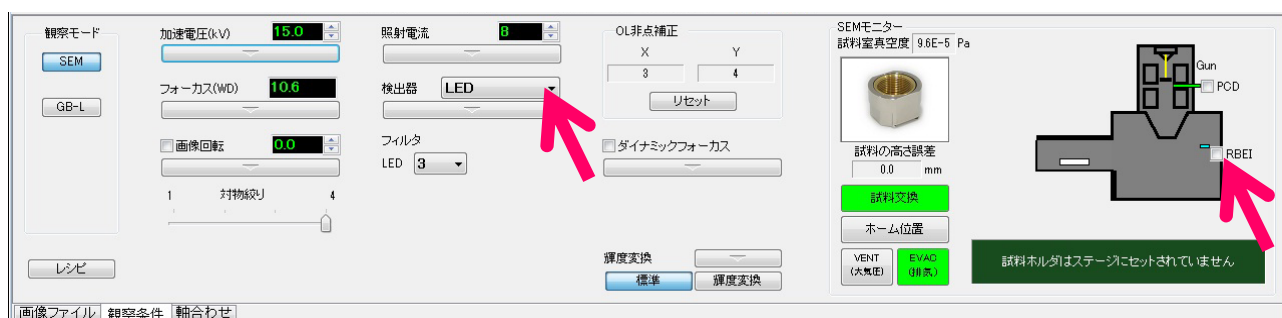 観察モード
SEM
GB-L
レシピ
加速電圧(kV) 15.0
フォーカス(WD) 10.6
画像回転 0.0
1 対物絞り 4
照射電流 8
検出器 LED
フィルタ
LED 3
OL非点補正
X Y
3 4
リセット
ダイナミックフォーカス
輝度変換
標準 輝度変換
SEMモニター
試料室真空度 9.6E-5 Pa
試料の高さ誤差
0.0 mm
試料交換
ホーム位置
VENT
(大気圧)
EVAC
(排気)
Gun
PCD
RBEI
試料ホルダはステージにセットされていません
画像ファイル 観察条件 軸合わせ